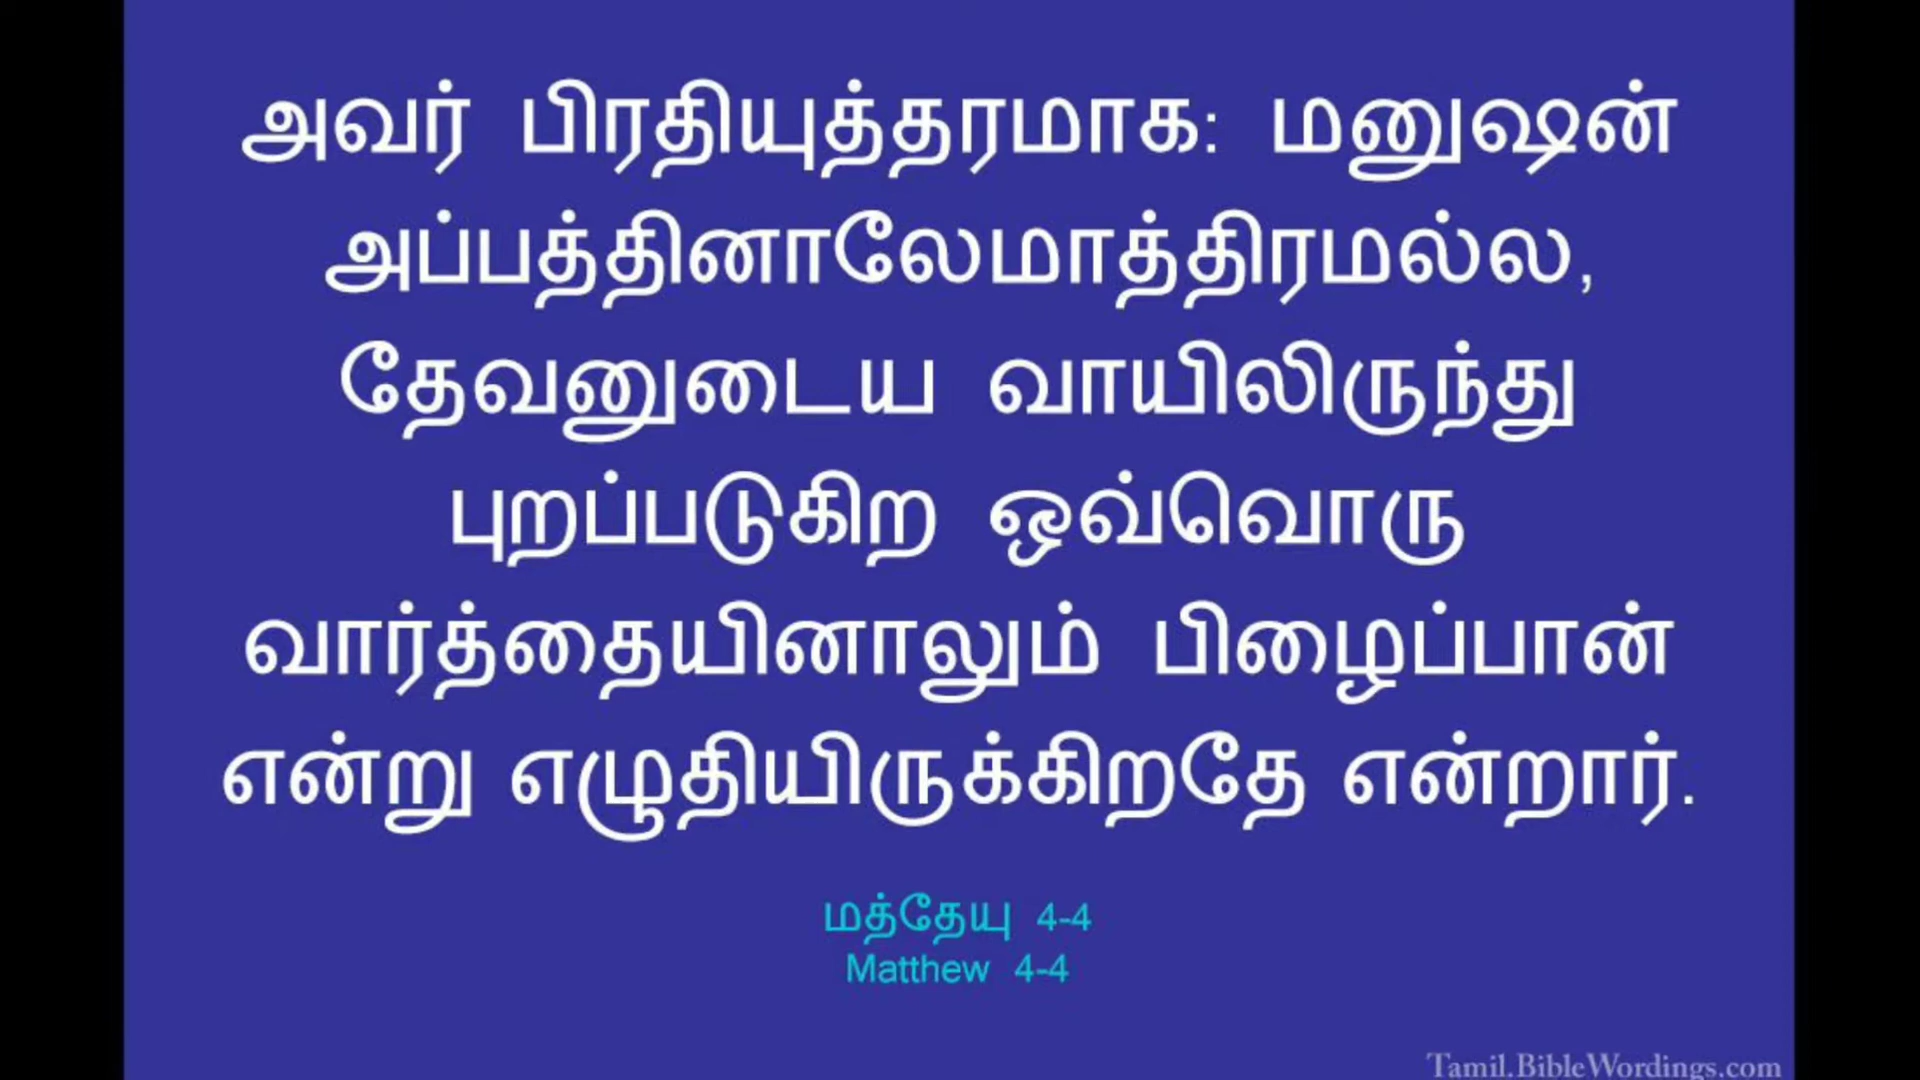 அவர் பிரதியுத்தரமாக: மனுஷன்
அப்பத்தினாலேமாத்திரமல்ல,
தேவனுடைய வாயிலிருந்து
புறப்படுகிற ஒவ்வொரு
வார்த்தையினாலும் பிழைப்பான்
என்று எழுதியிருக்கிறதே என்றார்.
மத்தேயு 4-4
Matthew 4-4
Tamil.BibleWordings.com